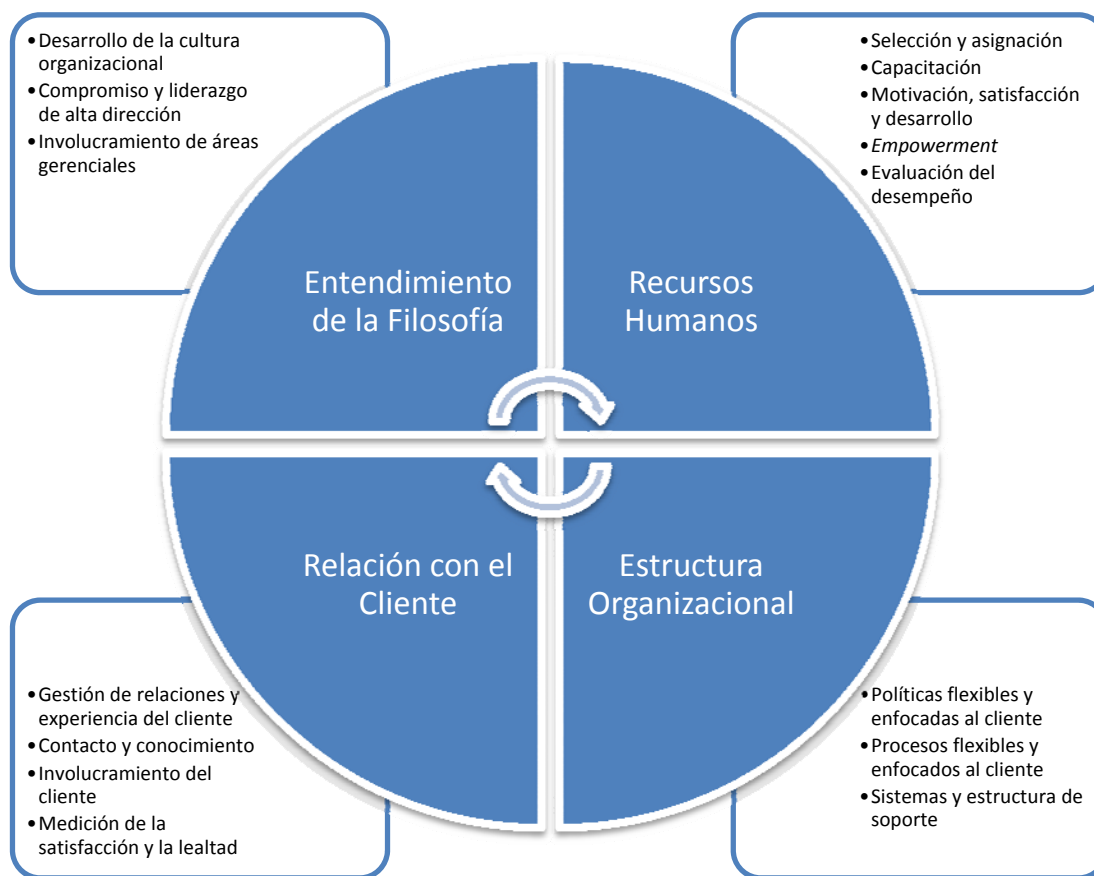 •Desarrollo de la cultura
organizacional
•Compromiso y liderazgo
de alta dirección
•Involucramiento de áreas
gerenciales
•Selección y asignación
•Capacitación
•Motivación, satisfacción
y desarrollo
•Empowerment
•Evaluación del
desempeño
Entendimiento
de la Filosofía
Recursos
Humanos
Relación con el
Cliente
Estructura
Organizacional
•Gestión de relaciones y
experiencia del cliente
•Contacto y conocimiento
•Involucramiento del
cliente
•Medición de la
satisfacción y la lealtad
•Políticas flexibles y
enfocadas al cliente
•Procesos flexibles y
enfocados al cliente
•Sistemas y estructura de
soporte